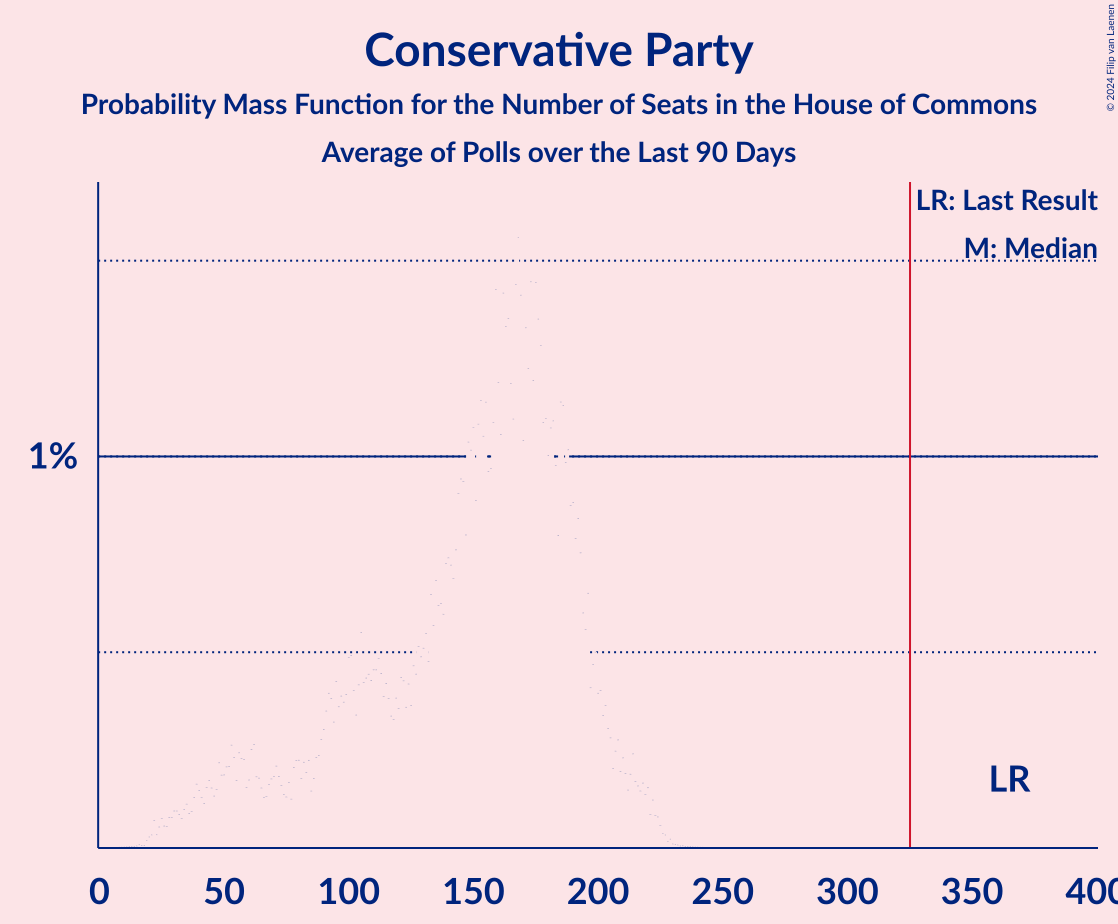 Conservative Party
Probability Mass Function for the Number of Seats in the House of Commons
Average of Polls over the Last 90 Days
© 2024 Filip van Laenen
LR: Last Result
M: Median
1%
LR
0 50 100 150 200 250 300 350 400